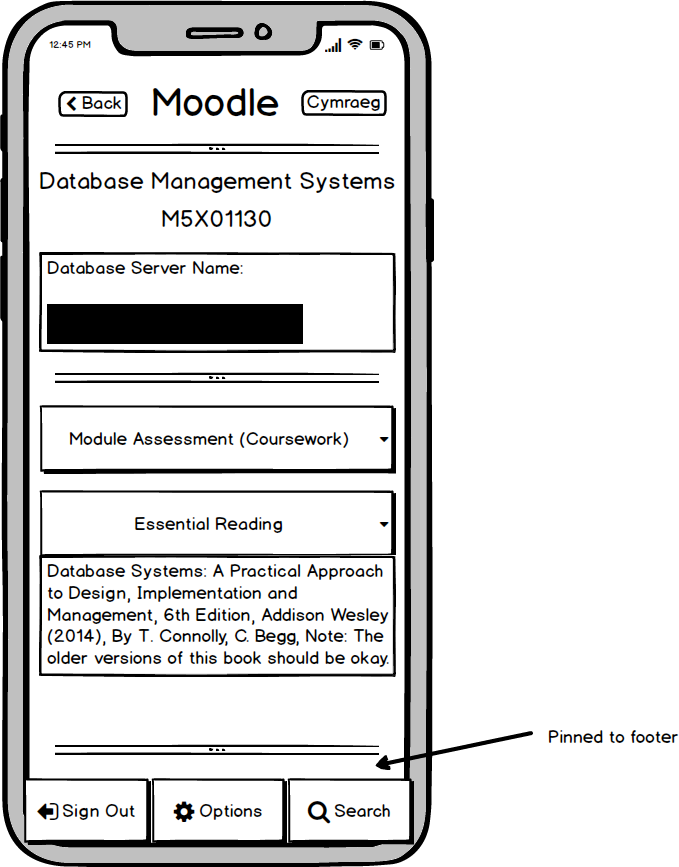 12:45 PM
Back
Moodle
Cymraeg
Database Management Systems
M5X01130
Database Server Name:
Module Assessment (Coursework)
Essential Reading
Database Systems: A Practical Approach
to Design, Implementation and
Management, 6th Edition, Addison Wesley
(2014), By T. Connolly, C. Begg, Note: The
older versions of this book should be okay.
Pinned to footer
Sign Out
Options
Search